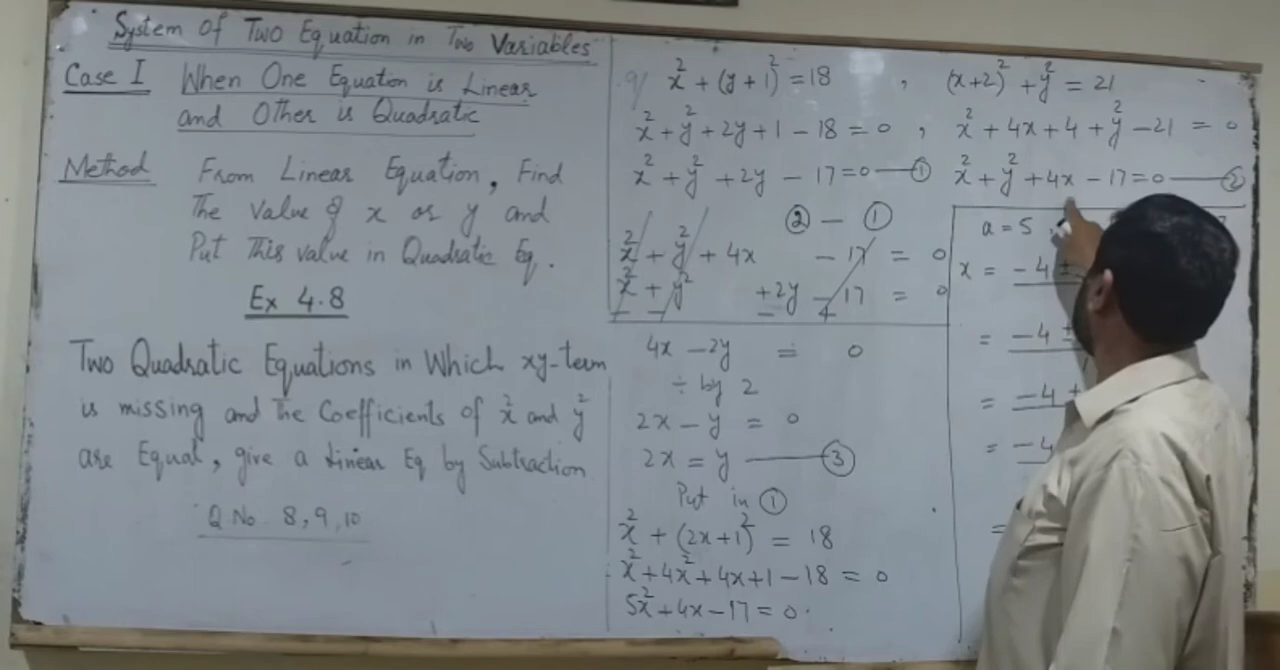 System Of Two Equation in Two Variables
Case I When One Equation is Linear
and Other is Quadratic
Method From Linear Equation, Find
The Value of x or y and
Put This value in Quadratic Eq.
Ex 4.8
Two Quadratic Equations in Which xy-term
is missing and The Coefficients of x² and y²
are Equal, give a Linear Eq by Subtraction
Q No 8, 9, 10
9/ x² + (y + 1)² = 18 , (x+2)² + y² = 21
x² + y² + 2y + 1 - 18 = 0 , x² + 4x + 4 + y² - 21 = 0
x² + y² + 2y - 17 = 0 — ① x² + y² + 4x - 17 = 0 — ②
② - ①
x² + y² + 4x - 17 = 0
x² + y² +2y - 17 = 0
- - - +
4x - 2y = 0
÷ by 2
2x - y = 0
2x = y — ③
Put in ①
x² + (2x+1)² = 18
x² + 4x² + 4x + 1 - 18 = 0
5x² + 4x - 17 = 0
a = 5
x = -4 ±
= -4 ±
= -4 ±
= -4
=